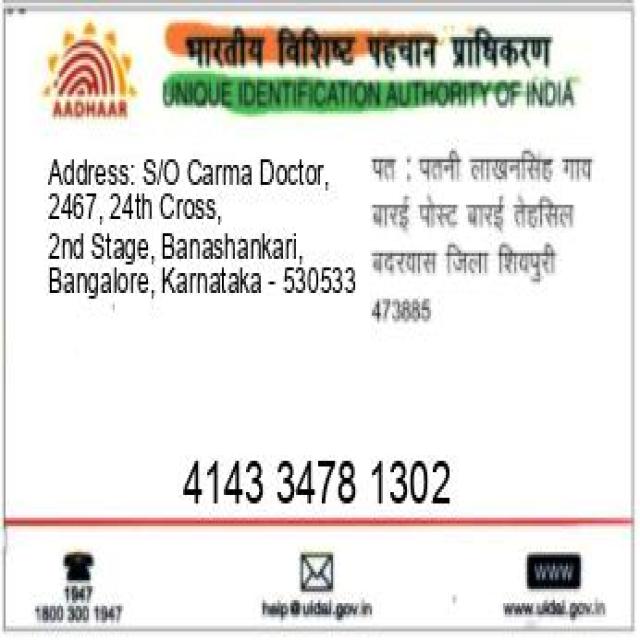 भारतीय विशिष्ट पहचान प्राधिकरण
AADHAAR
UNIQUE IDENTIFICATION AUTHORITY OF INDIA
Address: S/O Carma Doctor,
2467, 24th Cross,
2nd Stage, Banashankari,
Bangalore, Karnataka - 530533
पत : पतनी लाखनसिंह गाव
बारई पोस्ट बारई तेहसिल
बदरवास जिला शिवपुरी
473885
4143 3478 1302
1947
1800 300 1947
help@uidai.gov.in
WWW
www.uidai.gov.in